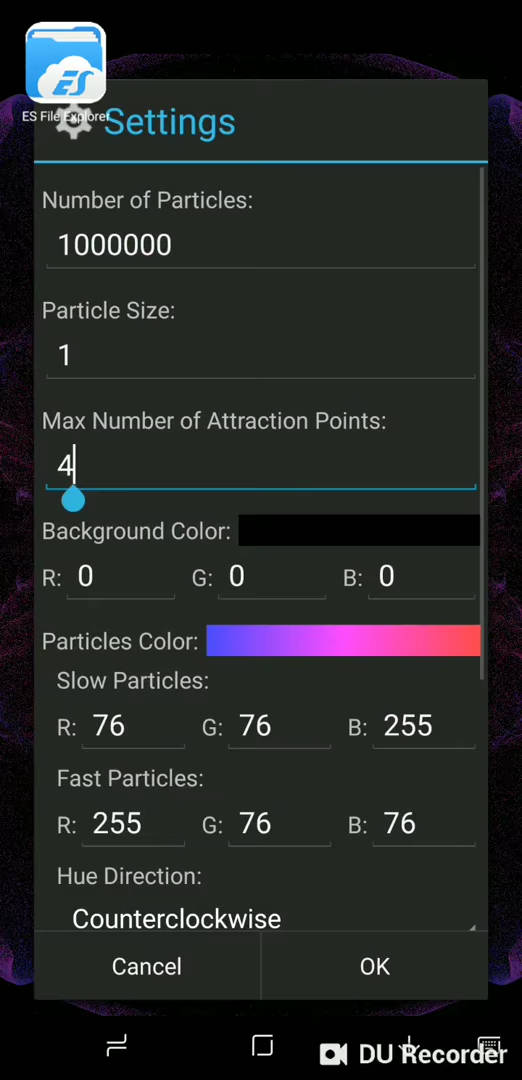 ES
ES File Explorer
Settings
Number of Particles:
1000000
Particle Size:
1
Max Number of Attraction Points:
4
Background Color:
R: 0 G: 0 B: 0
Particles Color:
Slow Particles:
R: 76 G: 76 B: 255
Fast Particles:
R: 255 G: 76 B: 76
Hue Direction:
Counterclockwise
Cancel OK
DU Recorder